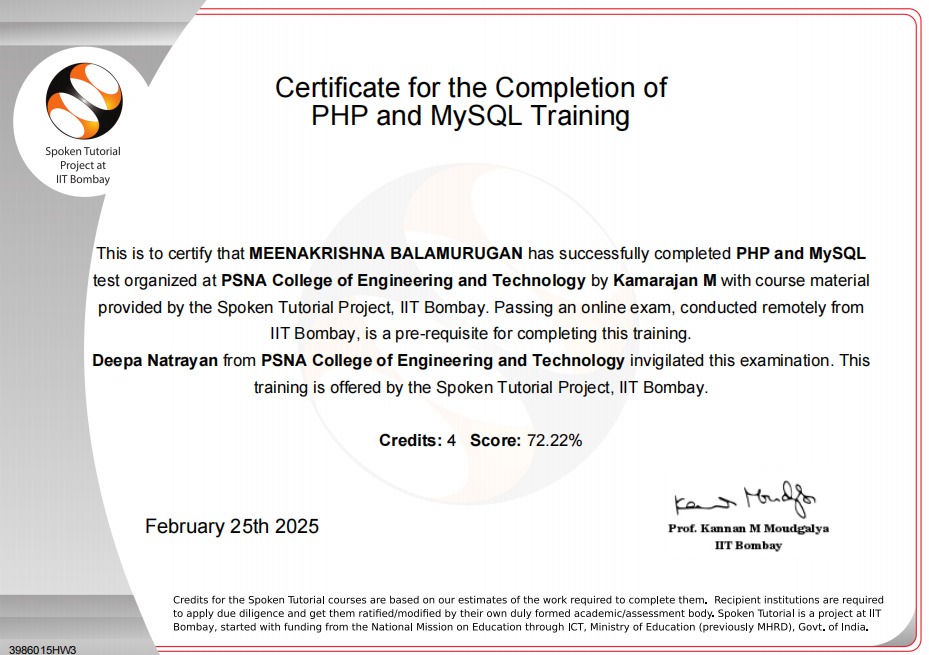 Certificate for the Completion of
PHP and MySQL Training
Spoken Tutorial
Project at
IIT Bombay
This is to certify that MEENAKRISHNA BALAMURUGAN has successfully completed PHP and MySQL
test organized at PSNA College of Engineering and Technology by Kamarajan M with course material
provided by the Spoken Tutorial Project, IIT Bombay. Passing an online exam, conducted remotely from
IIT Bombay, is a pre-requisite for completing this training.
Deepa Natrayan from PSNA College of Engineering and Technology invigilated this examination. This
training is offered by the Spoken Tutorial Project, IIT Bombay.
Credits: 4 Score: 72.22%
February 25th 2025
Kannan Moudgalya
Prof. Kannan M Moudgalya
IIT Bombay
Credits for the Spoken Tutorial courses are based on our estimates of the work required to complete them. Recipient institutions are required
to apply due diligence and get them ratified/modified by their own duly formed academic/assessment body. Spoken Tutorial is a project at IIT
Bombay, started with funding from the National Mission on Education through ICT, Ministry of Education (previously MHRD), Govt. of India.
3986015HW3